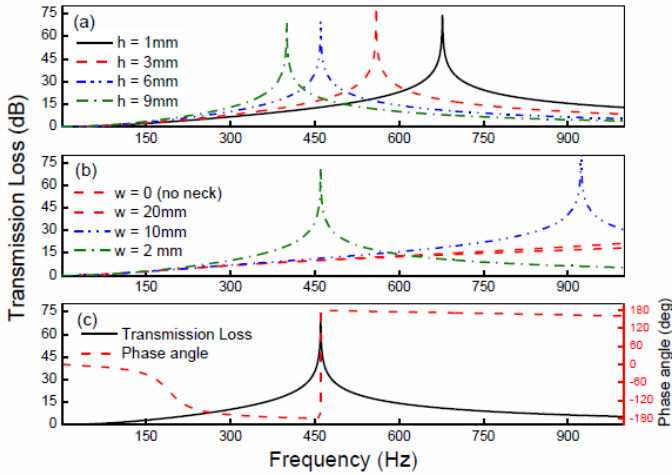 (a)
h = 1mm
h = 3mm
h = 6mm
h = 9mm
75
60
45
30
15
0
150 300 450 600 750 900
(b)
w = 0 (no neck)
w = 20mm
w = 10mm
w = 2 mm
75
60
45
30
15
0
150 300 450 600 750 900
(c)
Transmission Loss
Phase angle
75
60
45
30
15
0
150 300 450 600 750 900
180
120
60
0
-60
-120
-180
Transmission Loss (dB)
Phase angle (deg)
Frequency (Hz)